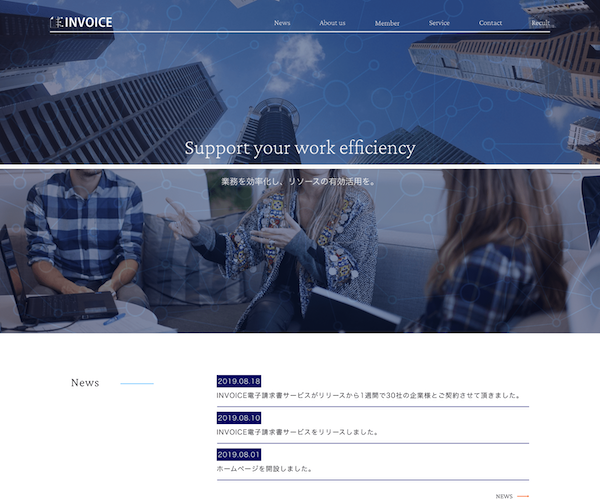 INVOICE
News About us Member Service Contact Recult
Support your work efficiency
業務を効率化し、リソースの有効活用を。
News
2019.08.18
INVOICE電子請求書サービスがリリースから1週間で30社の企業様とご契約させて頂きました。
2019.08.10
INVOICE電子請求書サービスをリリースしました。
2019.08.01
ホームページを開設しました。
NEWS